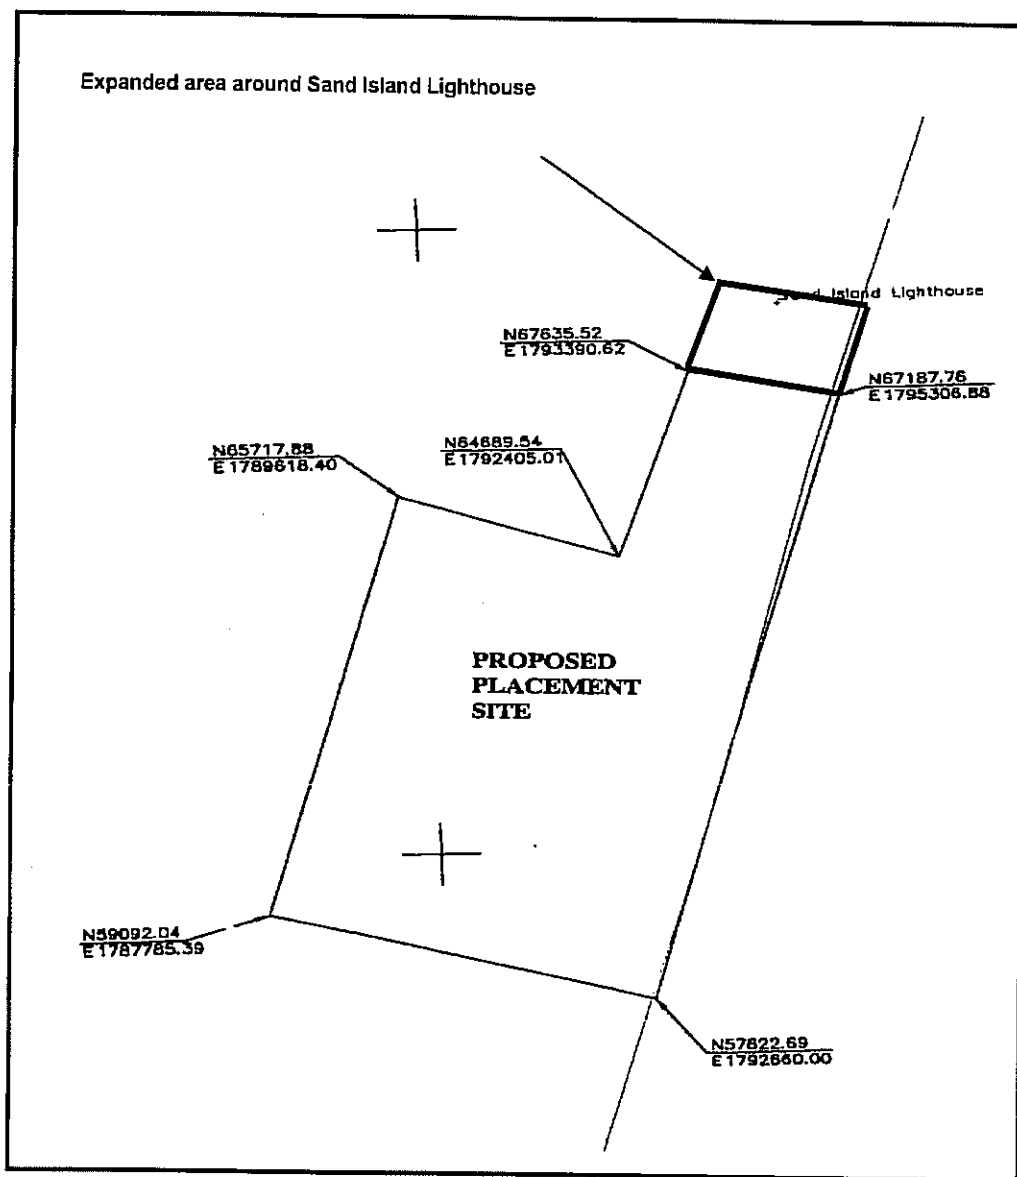 Expanded area around Sand Island Lighthouse
Sand Island Lighthouse
N67635.52
E1793390.62
N67187.76
E1795306.88
N65717.88
E1789618.40
N64689.54
E1792405.01
PROPOSED
PLACEMENT
SITE
N59092.04
E1787785.39
N57822.69
E1792660.00